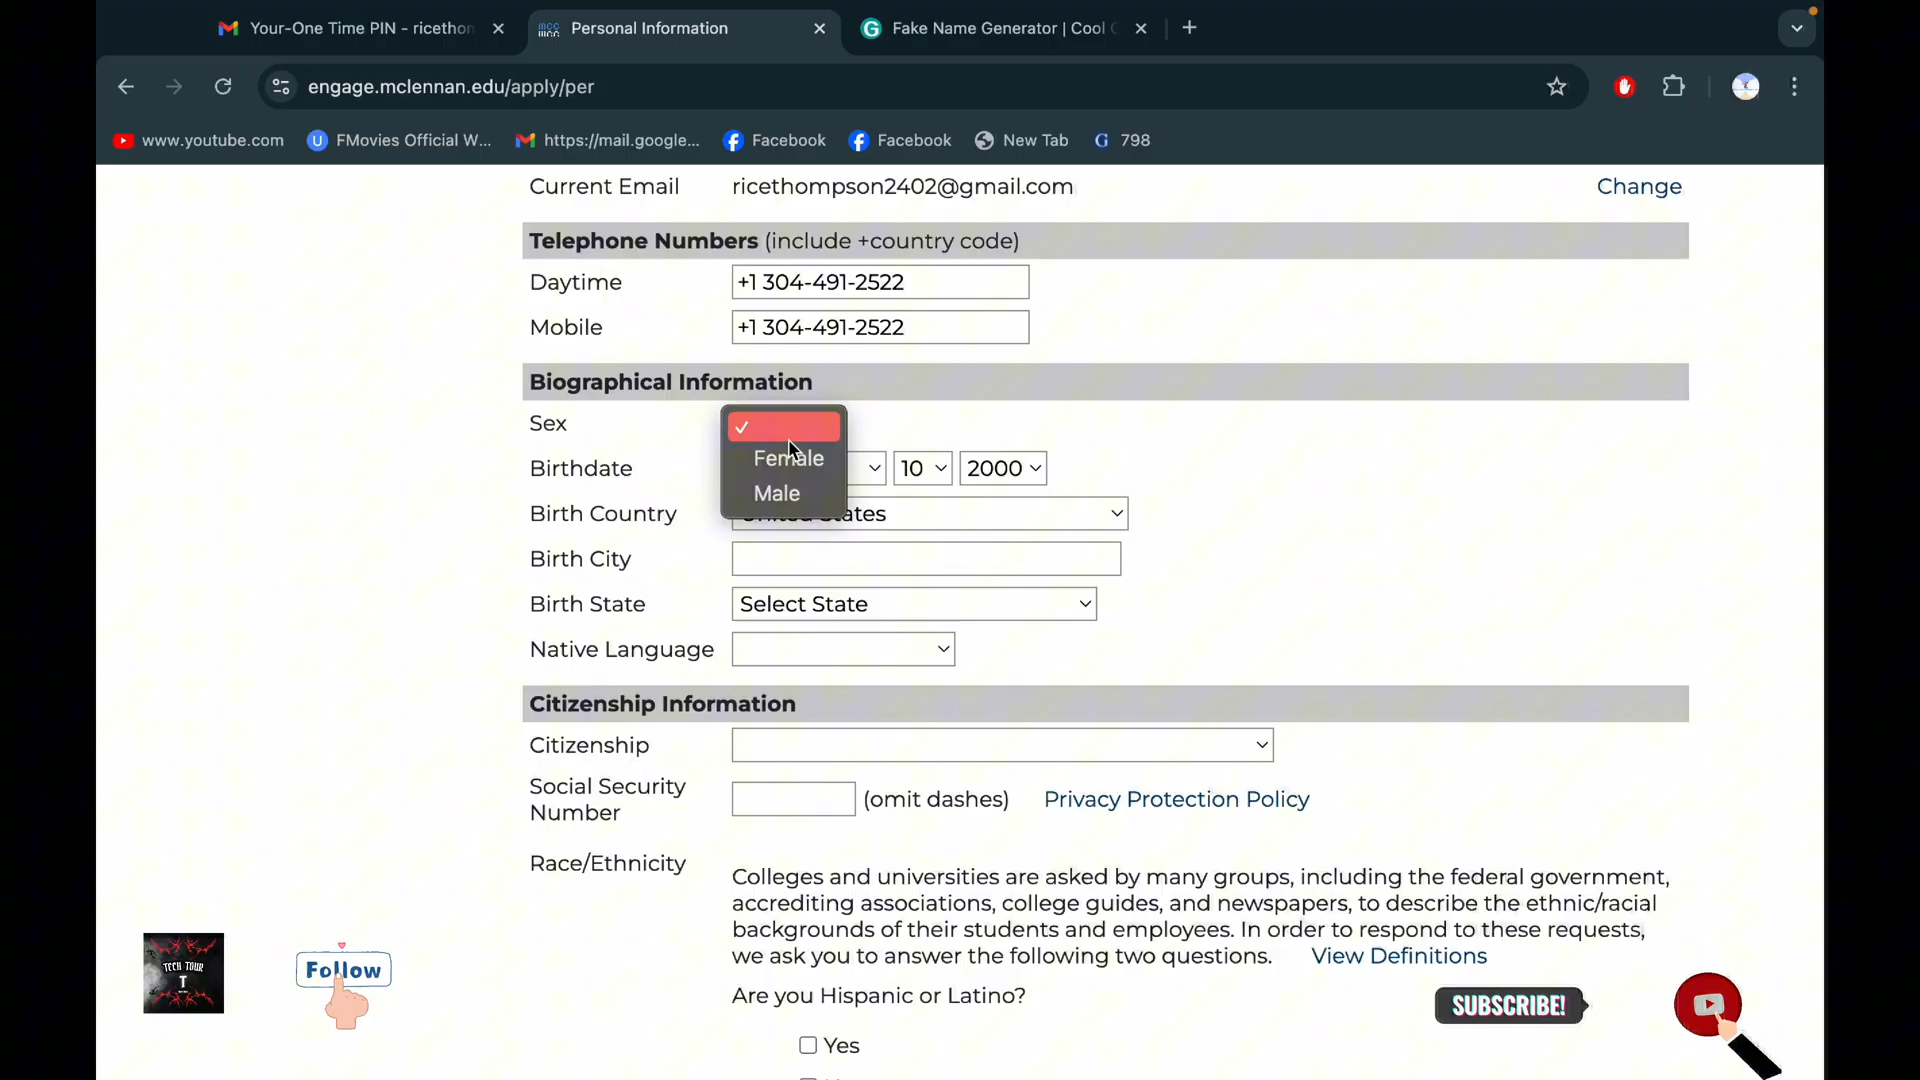 Your-One Time PIN - ricethon
Personal Information
Fake Name Generator | Cool
engage.mclennan.edu/apply/per
www.youtube.com
FMovies Official W...
https://mail.google...
Facebook
Facebook
New Tab
798
Current Email ricethompson2402@gmail.com Change
Telephone Numbers (include +country code)
Daytime +1 304-491-2522
Mobile +1 304-491-2522
Biographical Information
Sex
Female
Male
Birthdate 10 2000
Birth Country United States
Birth City
Birth State Select State
Native Language
Citizenship Information
Citizenship
Social Security
Number
(omit dashes) Privacy Protection Policy
Race/Ethnicity
Colleges and universities are asked by many groups, including the federal government,
accrediting associations, college guides, and newspapers, to describe the ethnic/racial
backgrounds of their students and employees. In order to respond to these requests,
we ask you to answer the following two questions. View Definitions
Are you Hispanic or Latino?
Yes
TECH TOUR
T
Follow
SUBSCRIBE!